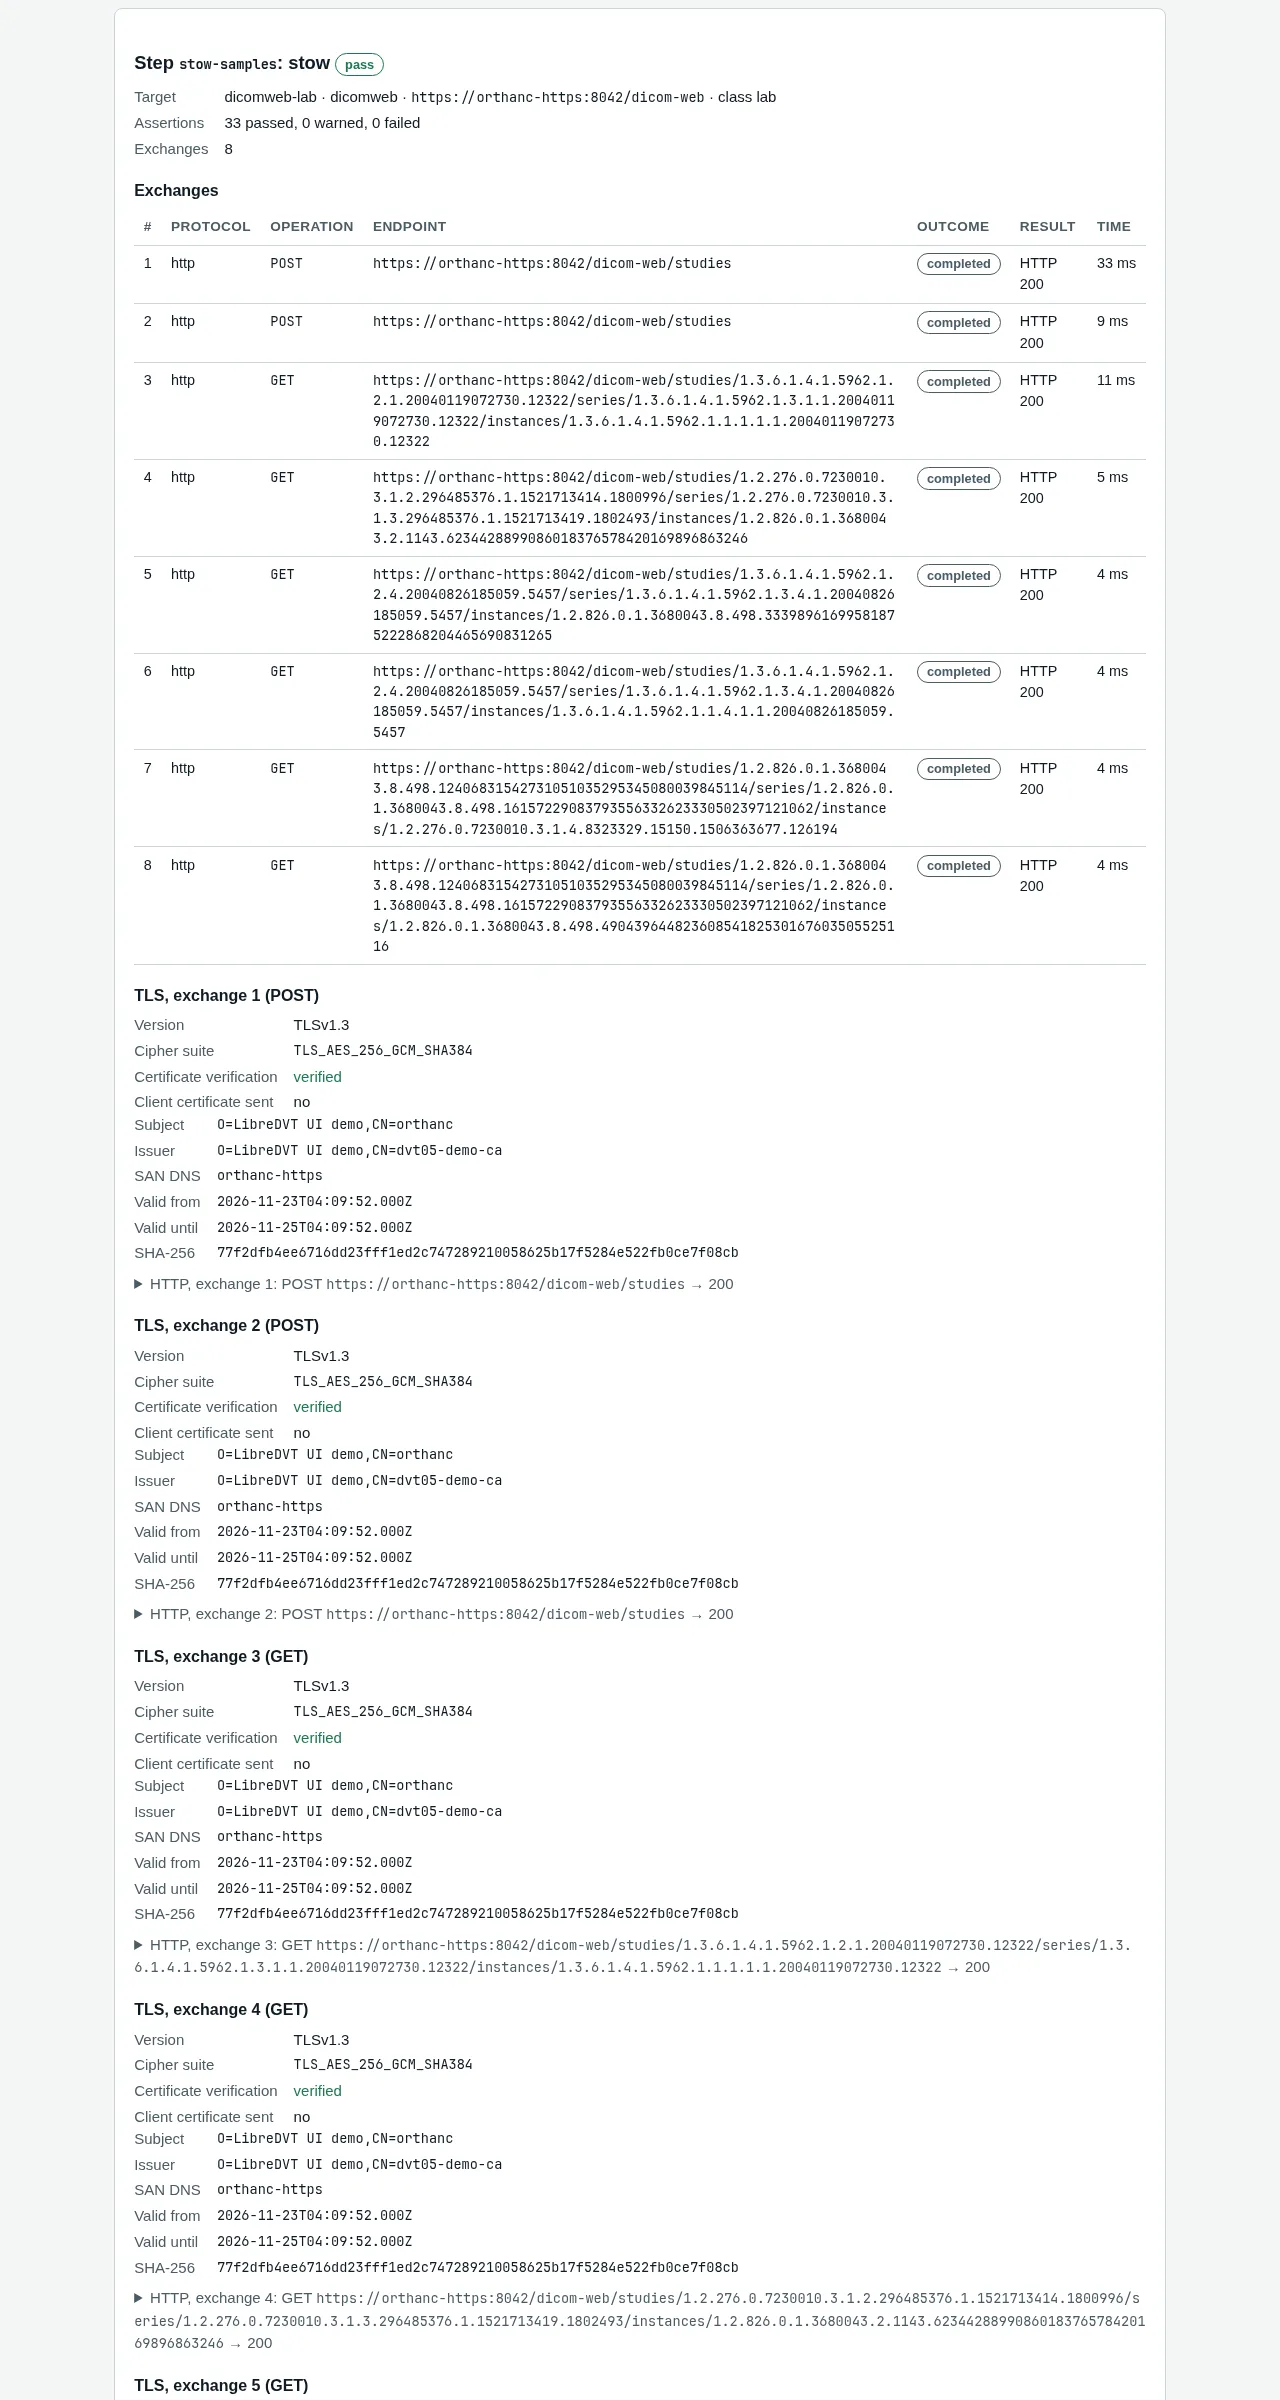 Step stow-samples: stow pass
Target dicomweb-lab · dicomweb · https://orthanc-https:8042/dicom-web · class lab
Assertions 33 passed, 0 warned, 0 failed
Exchanges 8
Exchanges
# PROTOCOL OPERATION ENDPOINT OUTCOME RESULT TIME
1 http POST https://orthanc-https:8042/dicom-web/studies completed HTTP 33 ms
200
2 http POST https://orthanc-https:8042/dicom-web/studies completed HTTP 9 ms
200
3 http GET https://orthanc-https:8042/dicom-web/studies/1.3.6.1.4.1.5962.1. completed HTTP 11 ms
2.1.20040119072730.12322/series/1.3.6.1.4.1.5962.1.3.1.1.2004011 200
9072730.12322/instances/1.3.6.1.4.1.5962.1.1.1.1.1.2004011907273
0.12322
4 http GET https://orthanc-https:8042/dicom-web/studies/1.2.276.0.7230010. completed HTTP 5 ms
3.1.2.296485376.1.1521713414.1800996/series/1.2.276.0.7230010.3. 200
1.3.296485376.1.1521713419.1802493/instances/1.2.826.0.1.368004
3.2.1143.6234428899086018376578420169896863246
5 http GET https://orthanc-https:8042/dicom-web/studies/1.3.6.1.4.1.5962.1. completed HTTP 4 ms
2.4.20040826185059.5457/series/1.3.6.1.4.1.5962.1.3.4.1.20040826 200
185059.5457/instances/1.2.826.0.1.3680043.8.498.3339896169958187
5222868204465690831265
6 http GET https://orthanc-https:8042/dicom-web/studies/1.3.6.1.4.1.5962.1. completed HTTP 4 ms
2.4.20040826185059.5457/series/1.3.6.1.4.1.5962.1.3.4.1.20040826 200
185059.5457/instances/1.3.6.1.4.1.5962.1.1.4.1.1.20040826185059.
5457
7 http GET https://orthanc-https:8042/dicom-web/studies/1.2.826.0.1.368004 completed HTTP 4 ms
3.8.498.12406831542731051035295345080039845114/series/1.2.826.0. 200
1.3680043.8.498.16157229083793556332623330502397121062/instance
s/1.2.276.0.7230010.3.1.4.8323329.15150.1506363677.126194
8 http GET https://orthanc-https:8042/dicom-web/studies/1.2.826.0.1.368004 completed HTTP 4 ms
3.8.498.12406831542731051035295345080039845114/series/1.2.826.0. 200
1.3680043.8.498.16157229083793556332623330502397121062/instance
s/1.2.826.0.1.3680043.8.498.490439644823608541825301676035055251
16
TLS, exchange 1 (POST)
Version TLSv1.3
Cipher suite TLS_AES_256_GCM_SHA384
Certificate verification verified
Client certificate sent no
Subject O=LibreDVT UI demo,CN=orthanc
Issuer O=LibreDVT UI demo,CN=dvt05-demo-ca
SAN DNS orthanc-https
Valid from 2026-11-23T04:09:52.000Z
Valid until 2026-11-25T04:09:52.000Z
SHA-256 77f2dfb4ee6716dd23fff1ed2c747289210058625b17f5284e522fb0ce7f08cb
▶ HTTP, exchange 1: POST https://orthanc-https:8042/dicom-web/studies → 200
TLS, exchange 2 (POST)
Version TLSv1.3
Cipher suite TLS_AES_256_GCM_SHA384
Certificate verification verified
Client certificate sent no
Subject O=LibreDVT UI demo,CN=orthanc
Issuer O=LibreDVT UI demo,CN=dvt05-demo-ca
SAN DNS orthanc-https
Valid from 2026-11-23T04:09:52.000Z
Valid until 2026-11-25T04:09:52.000Z
SHA-256 77f2dfb4ee6716dd23fff1ed2c747289210058625b17f5284e522fb0ce7f08cb
▶ HTTP, exchange 2: POST https://orthanc-https:8042/dicom-web/studies → 200
TLS, exchange 3 (GET)
Version TLSv1.3
Cipher suite TLS_AES_256_GCM_SHA384
Certificate verification verified
Client certificate sent no
Subject O=LibreDVT UI demo,CN=orthanc
Issuer O=LibreDVT UI demo,CN=dvt05-demo-ca
SAN DNS orthanc-https
Valid from 2026-11-23T04:09:52.000Z
Valid until 2026-11-25T04:09:52.000Z
SHA-256 77f2dfb4ee6716dd23fff1ed2c747289210058625b17f5284e522fb0ce7f08cb
▶ HTTP, exchange 3: GET https://orthanc-https:8042/dicom-web/studies/1.3.6.1.4.1.5962.1.2.1.20040119072730.12322/series/1.3.
6.1.4.1.5962.1.3.1.1.20040119072730.12322/instances/1.3.6.1.4.1.5962.1.1.1.1.1.20040119072730.12322 → 200
TLS, exchange 4 (GET)
Version TLSv1.3
Cipher suite TLS_AES_256_GCM_SHA384
Certificate verification verified
Client certificate sent no
Subject O=LibreDVT UI demo,CN=orthanc
Issuer O=LibreDVT UI demo,CN=dvt05-demo-ca
SAN DNS orthanc-https
Valid from 2026-11-23T04:09:52.000Z
Valid until 2026-11-25T04:09:52.000Z
SHA-256 77f2dfb4ee6716dd23fff1ed2c747289210058625b17f5284e522fb0ce7f08cb
▶ HTTP, exchange 4: GET https://orthanc-https:8042/dicom-web/studies/1.2.276.0.7230010.3.1.2.296485376.1.1521713414.1800996/s
eries/1.2.276.0.7230010.3.1.3.296485376.1.1521713419.1802493/instances/1.2.826.0.1.3680043.2.1143.62344288990860183765784201
69896863246 → 200
TLS, exchange 5 (GET)